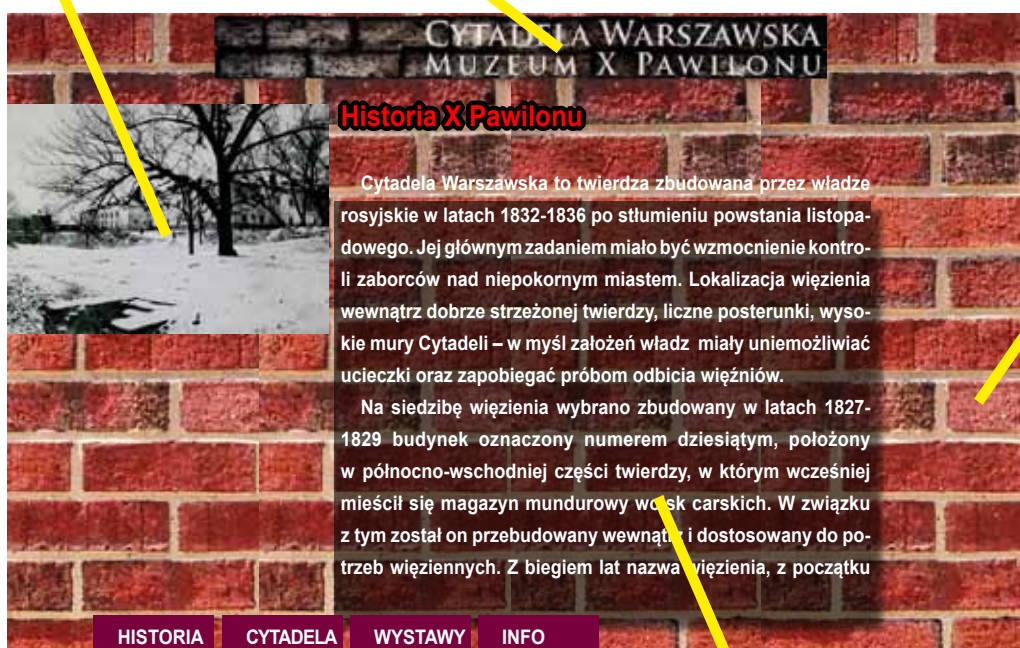 CYTADELA WARSZAWSKA
MUZEUM X PAWILONU
Historia X Pawilonu
Cytadela Warszawska to twierdza zbudowana przez władze
rosyjskie w latach 1832-1836 po stłumieniu powstania listopa-
dowego. Jej głównym zadaniem miało być wzmocnienie kontro-
li zaborców nad niepokornym miastem. Lokalizacja więzienia
wewnątrz dobrze strzeżonej twierdzy, liczne posterunki, wyso-
kie mury Cytadeli – w myśl założeń władz miały uniemożliwiać
ucieczki oraz zapobiegać próbom odbicia więźniów.
Na siedzibę więzienia wybrano zbudowany w latach 1827-
1829 budynek oznaczony numerem dziesiątym, położony
w północno-wschodniej części twierdzy, w którym wcześniej
mieścił się magazyn mundurowy wojsk carskich. W związku
z tym został on przebudowany wewnątrz i dostosowany do po-
trzeb więziennych. Z biegiem lat nazwa więzienia, z początku
HISTORIA CYTADELA WYSTAWY INFO